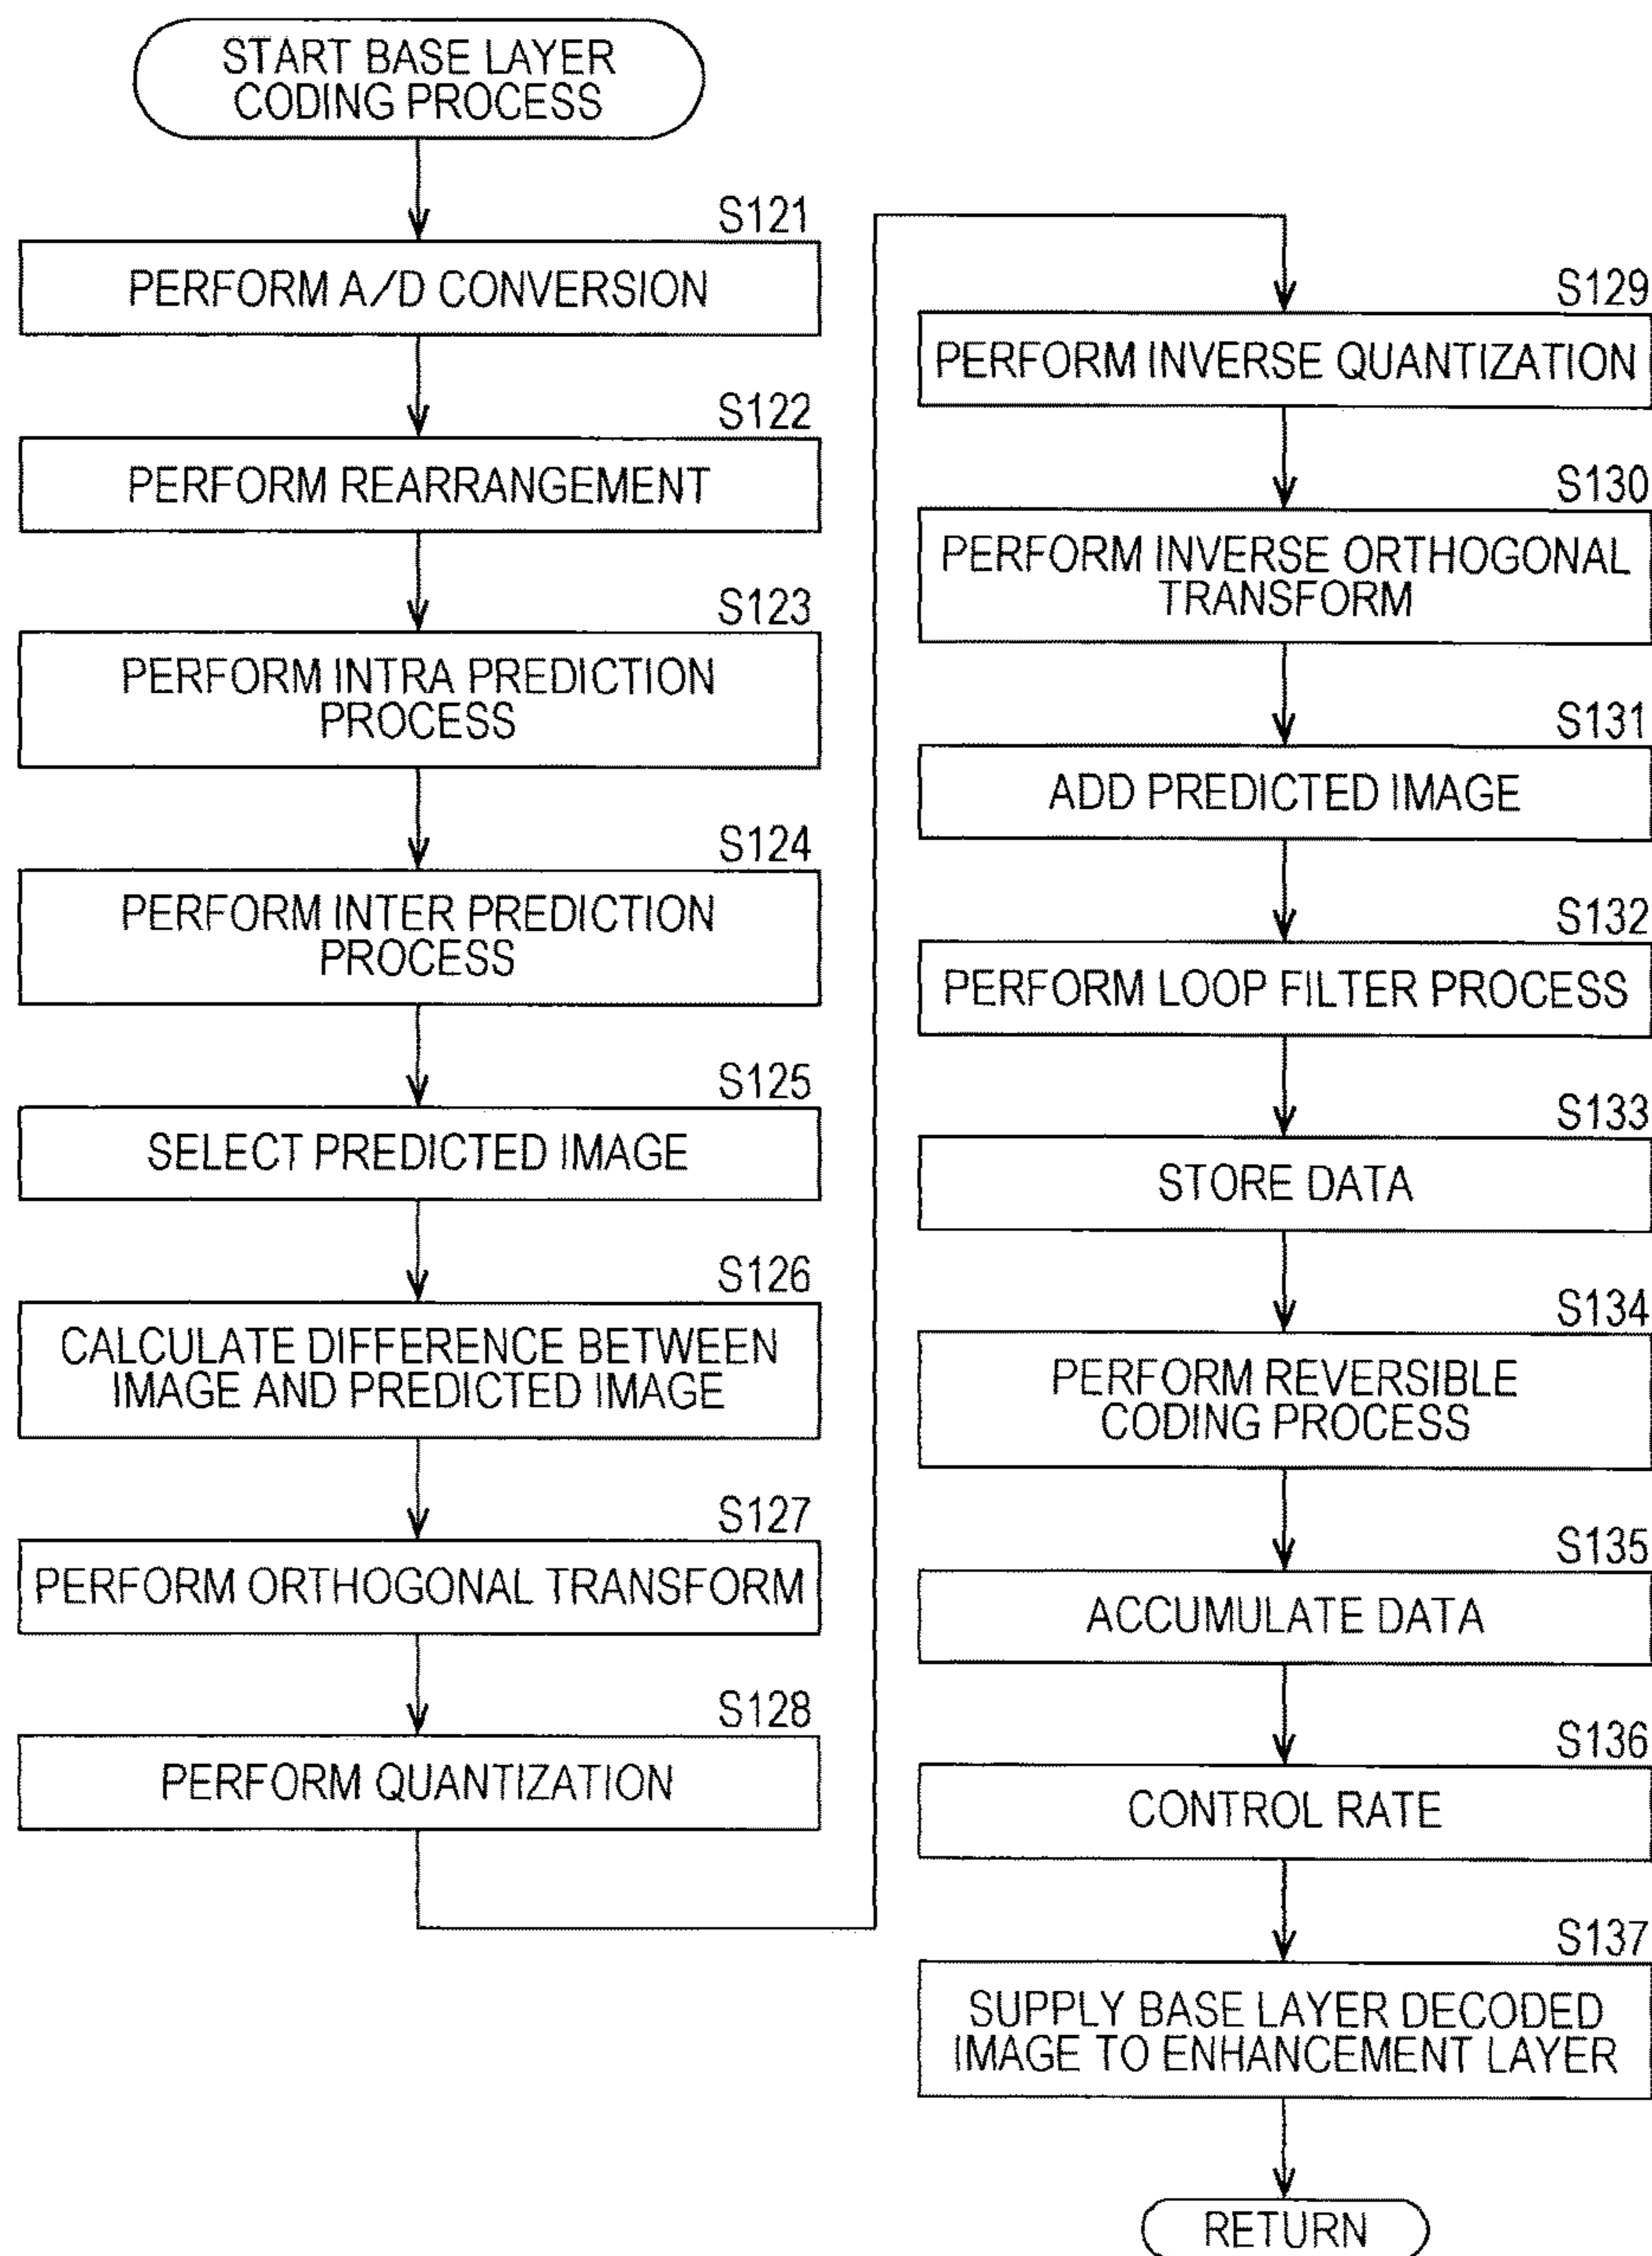 START BASE LAYER
CODING PROCESS
S121
PERFORM A/D CONVERSION
S122
PERFORM REARRANGEMENT
S123
PERFORM INTRA PREDICTION
PROCESS
S124
PERFORM INTER PREDICTION
PROCESS
S125
SELECT PREDICTED IMAGE
S126
CALCULATE DIFFERENCE BETWEEN
IMAGE AND PREDICTED IMAGE
S127
PERFORM ORTHOGONAL TRANSFORM
S128
PERFORM QUANTIZATION
S129
PERFORM INVERSE QUANTIZATION
S130
PERFORM INVERSE ORTHOGONAL
TRANSFORM
S131
ADD PREDICTED IMAGE
S132
PERFORM LOOP FILTER PROCESS
S133
STORE DATA
S134
PERFORM REVERSIBLE
CODING PROCESS
S135
ACCUMULATE DATA
S136
CONTROL RATE
S137
SUPPLY BASE LAYER DECODED
IMAGE TO ENHANCEMENT LAYER
RETURN